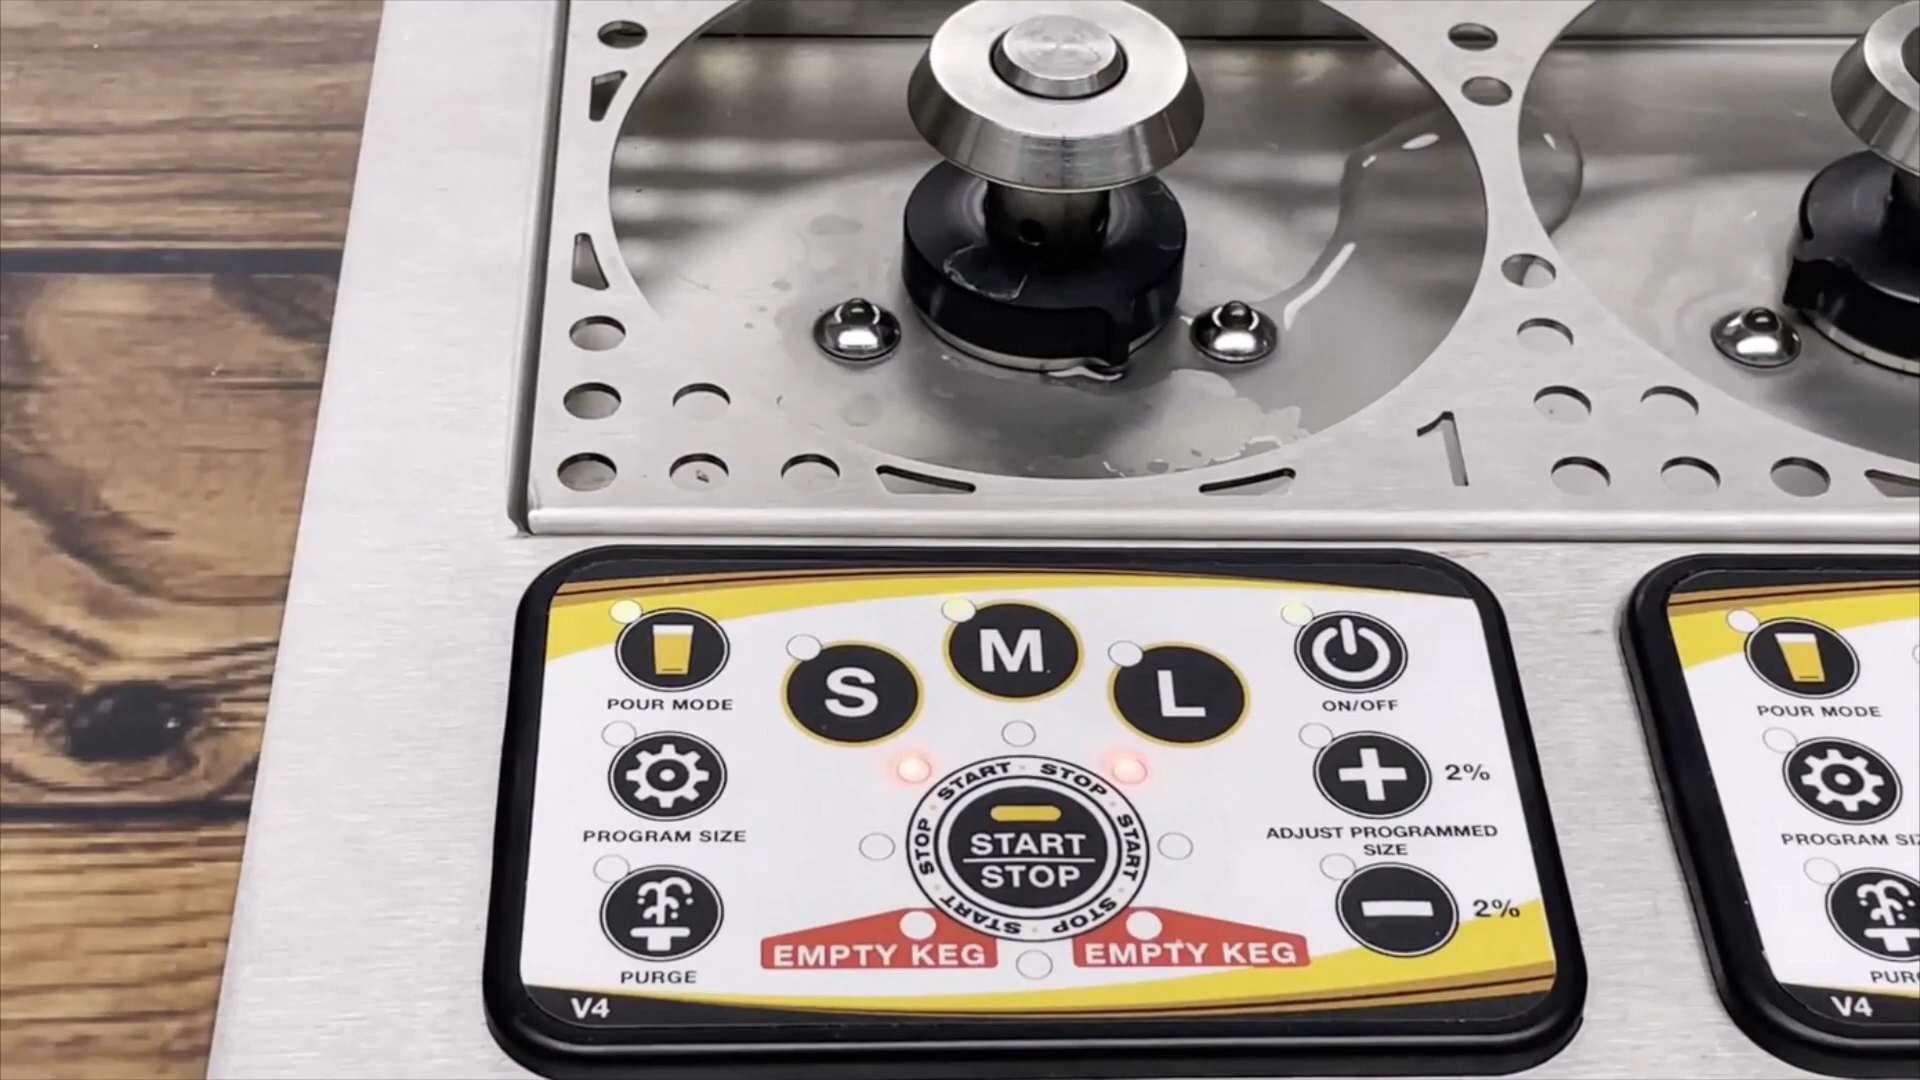 1
S
M
L
POUR MODE
ON/OFF
POUR MODE
START · STOP · START · STOP · START · STOP
2%
PROGRAM SIZE
START
STOP
ADJUST PROGRAMMED
SIZE
PROGRAM
2%
EMPTY KEG
EMPTY KEG
PURGE
V4
V4